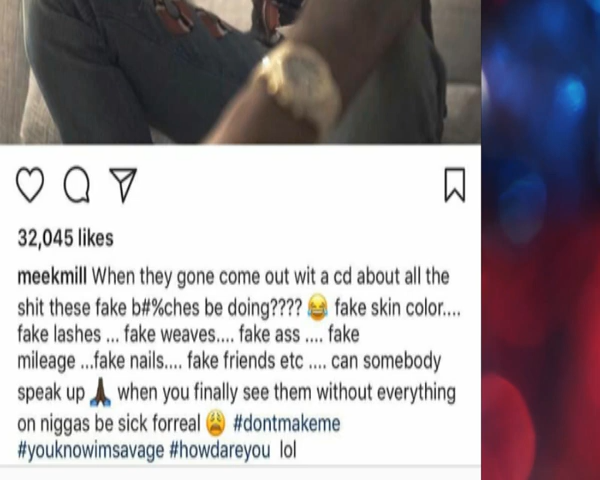 32,045 likes
meekmill When they gone come out wit a cd about all the
shit these fake b#%ches be doing???? 😂 fake skin color....
fake lashes ... fake weaves.... fake ass .... fake
mileage ...fake nails.... fake friends etc .... can somebody
speak up 🙏🏿 when you finally see them without everything
on niggas be sick forreal 😩 #dontmakeme
#youknowimsavage #howdareyou lol